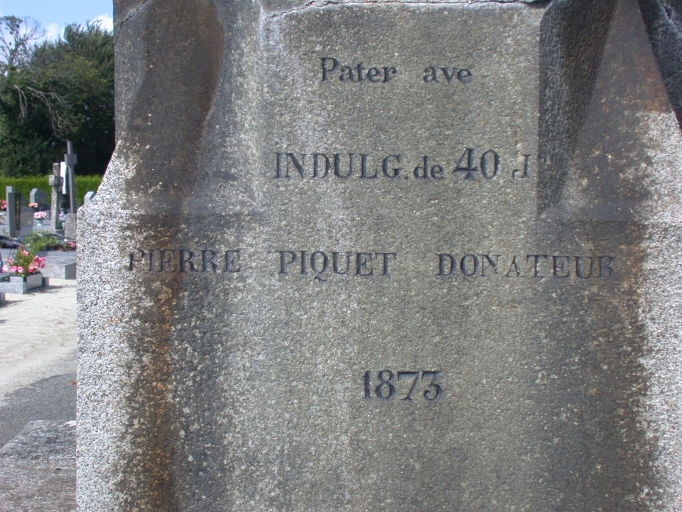 Pater ave
INDULG. de 40 J
PIERRE PIQUET DONATEUR
1873